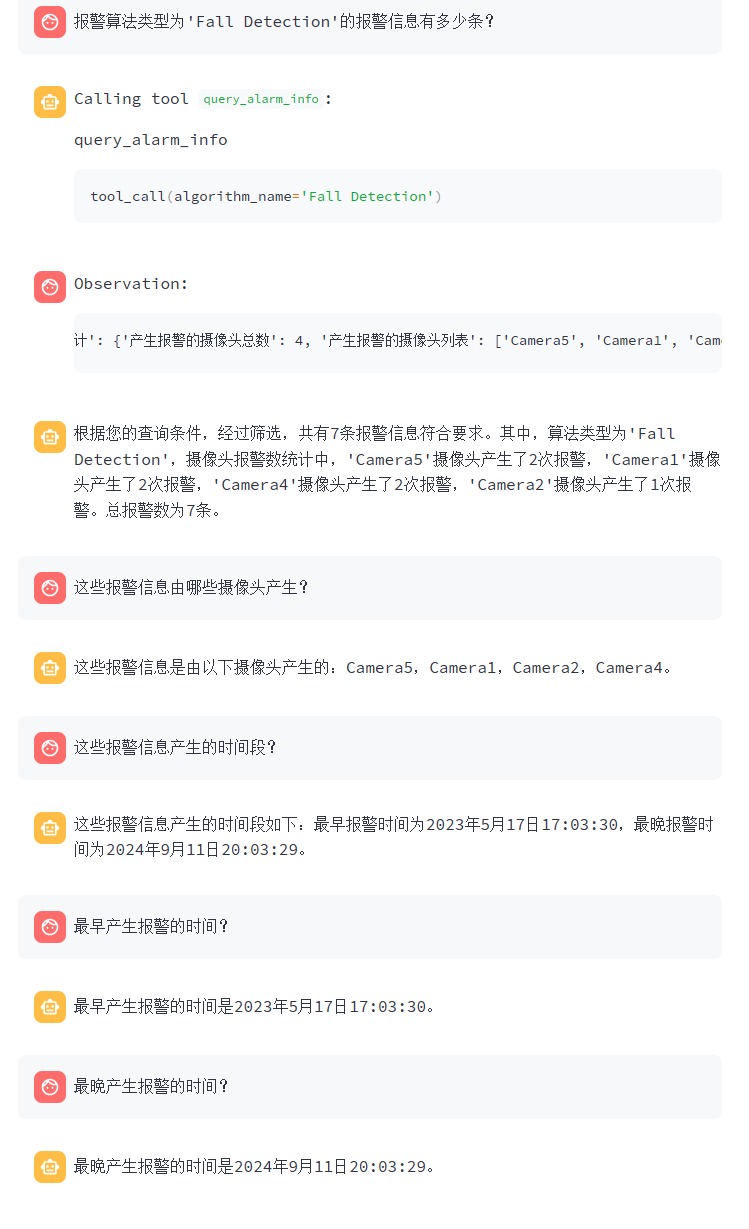 报警算法类型为'Fall Detection'的报警信息有多少条?
Calling tool query_alarm_info:
query_alarm_info
tool_call(algorithm_name='Fall Detection')
Observation:
计': {'产生报警的摄像头总数': 4, '产生报警的摄像头列表': ['Camera5', 'Camera1', 'Cam
根据您的查询条件，经过筛选，共有7条报警信息符合要求。其中，算法类型为'Fall
Detection'，摄像头报警数统计中，'Camera5'摄像头产生了2次报警，'Camera1'摄像
头产生了2次报警，'Camera4'摄像头产生了2次报警，'Camera2'摄像头产生了1次报
警。总报警数为7条。
这些报警信息由哪些摄像头产生?
这些报警信息是由以下摄像头产生的：Camera5，Camera1，Camera2，Camera4。
这些报警信息产生的时间段?
这些报警信息产生的时间段如下：最早报警时间为2023年5月17日17:03:30，最晚报警时
间为2024年9月11日20:03:29。
最早产生报警的时间?
最早产生报警的时间是2023年5月17日17:03:30。
最晚产生报警的时间?
最晚产生报警的时间是2024年9月11日20:03:29。